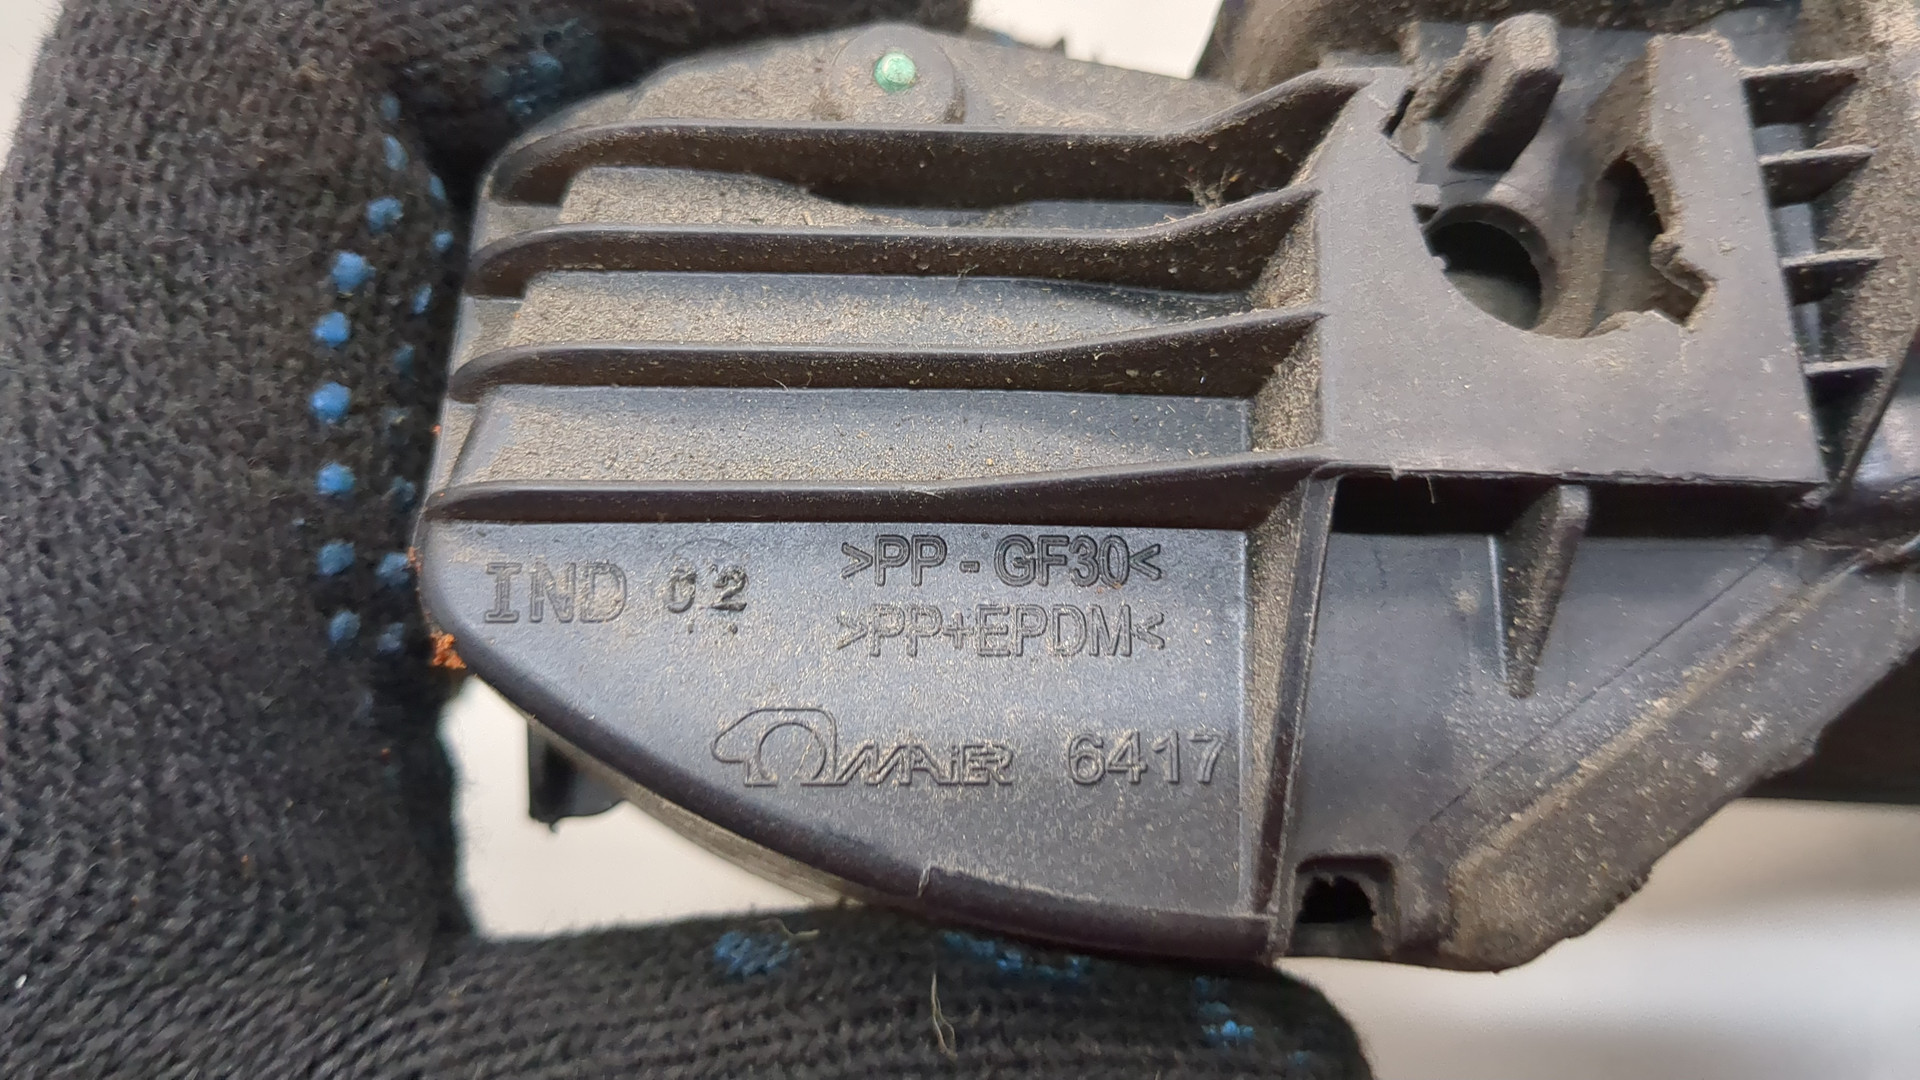 IND 02
>PP - GF30<
>PP+EPDM<
MAIER 6417